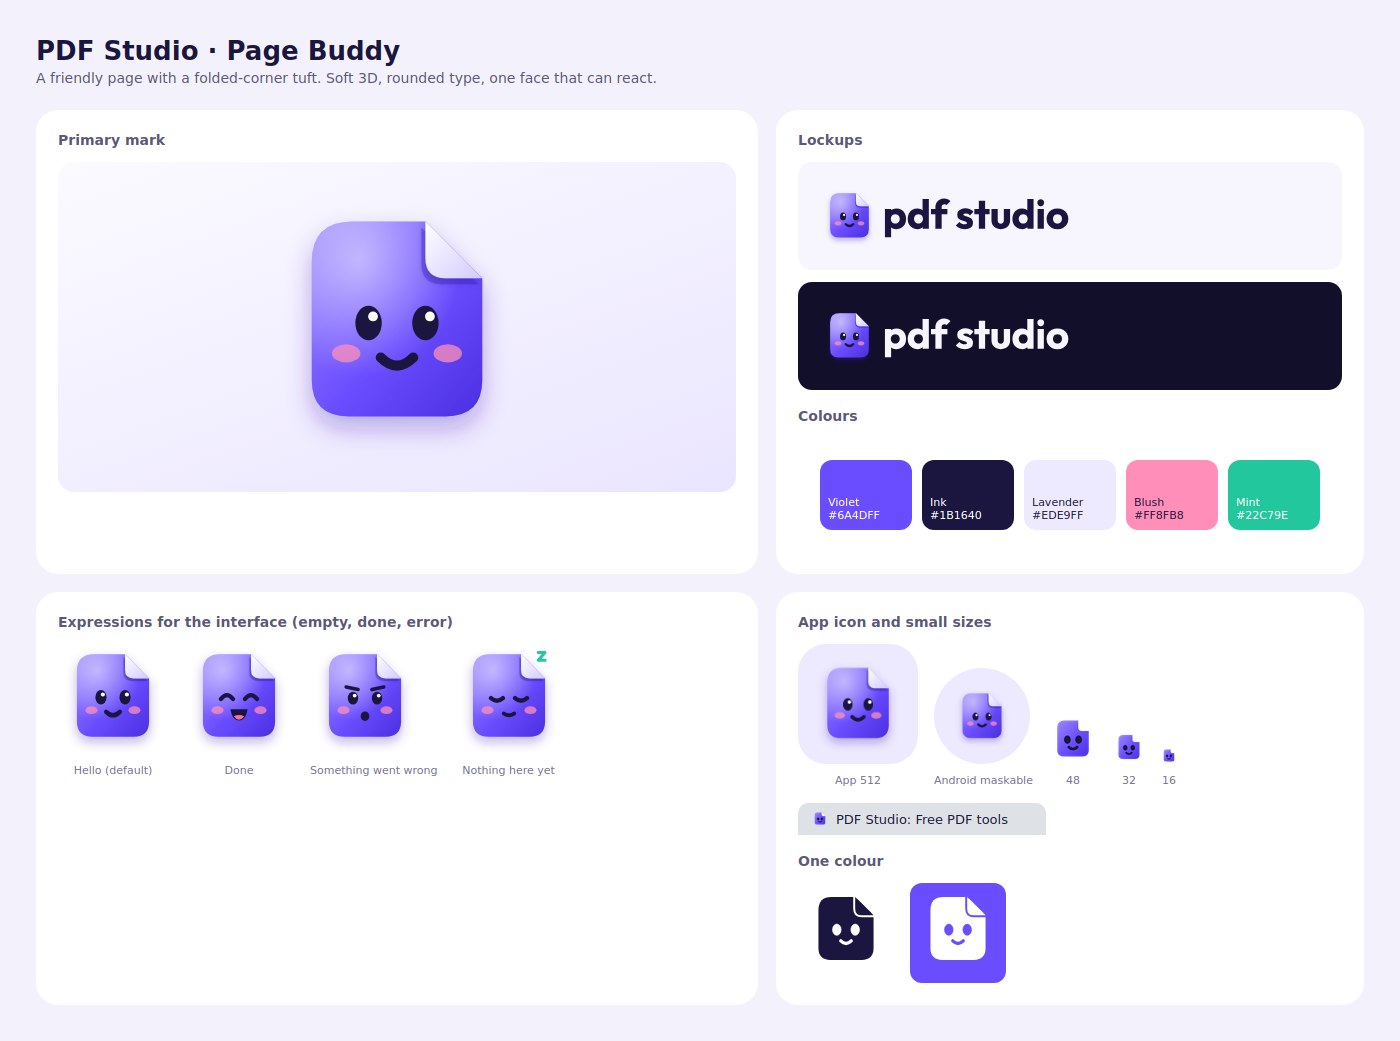 PDF Studio · Page Buddy
A friendly page with a folded-corner tuft. Soft 3D, rounded type, one face that can react.
Primary mark
Lockups
pdf studio
pdf studio
Colours
Violet
#6A4DFF
Ink
#1B1640
Lavender
#EDE9FF
Blush
#FF8FB8
Mint
#22C79E
Expressions for the interface (empty, done, error)
z
Hello (default)
Done
Something went wrong
Nothing here yet
App icon and small sizes
App 512
Android maskable
48
32
16
PDF Studio: Free PDF tools
One colour